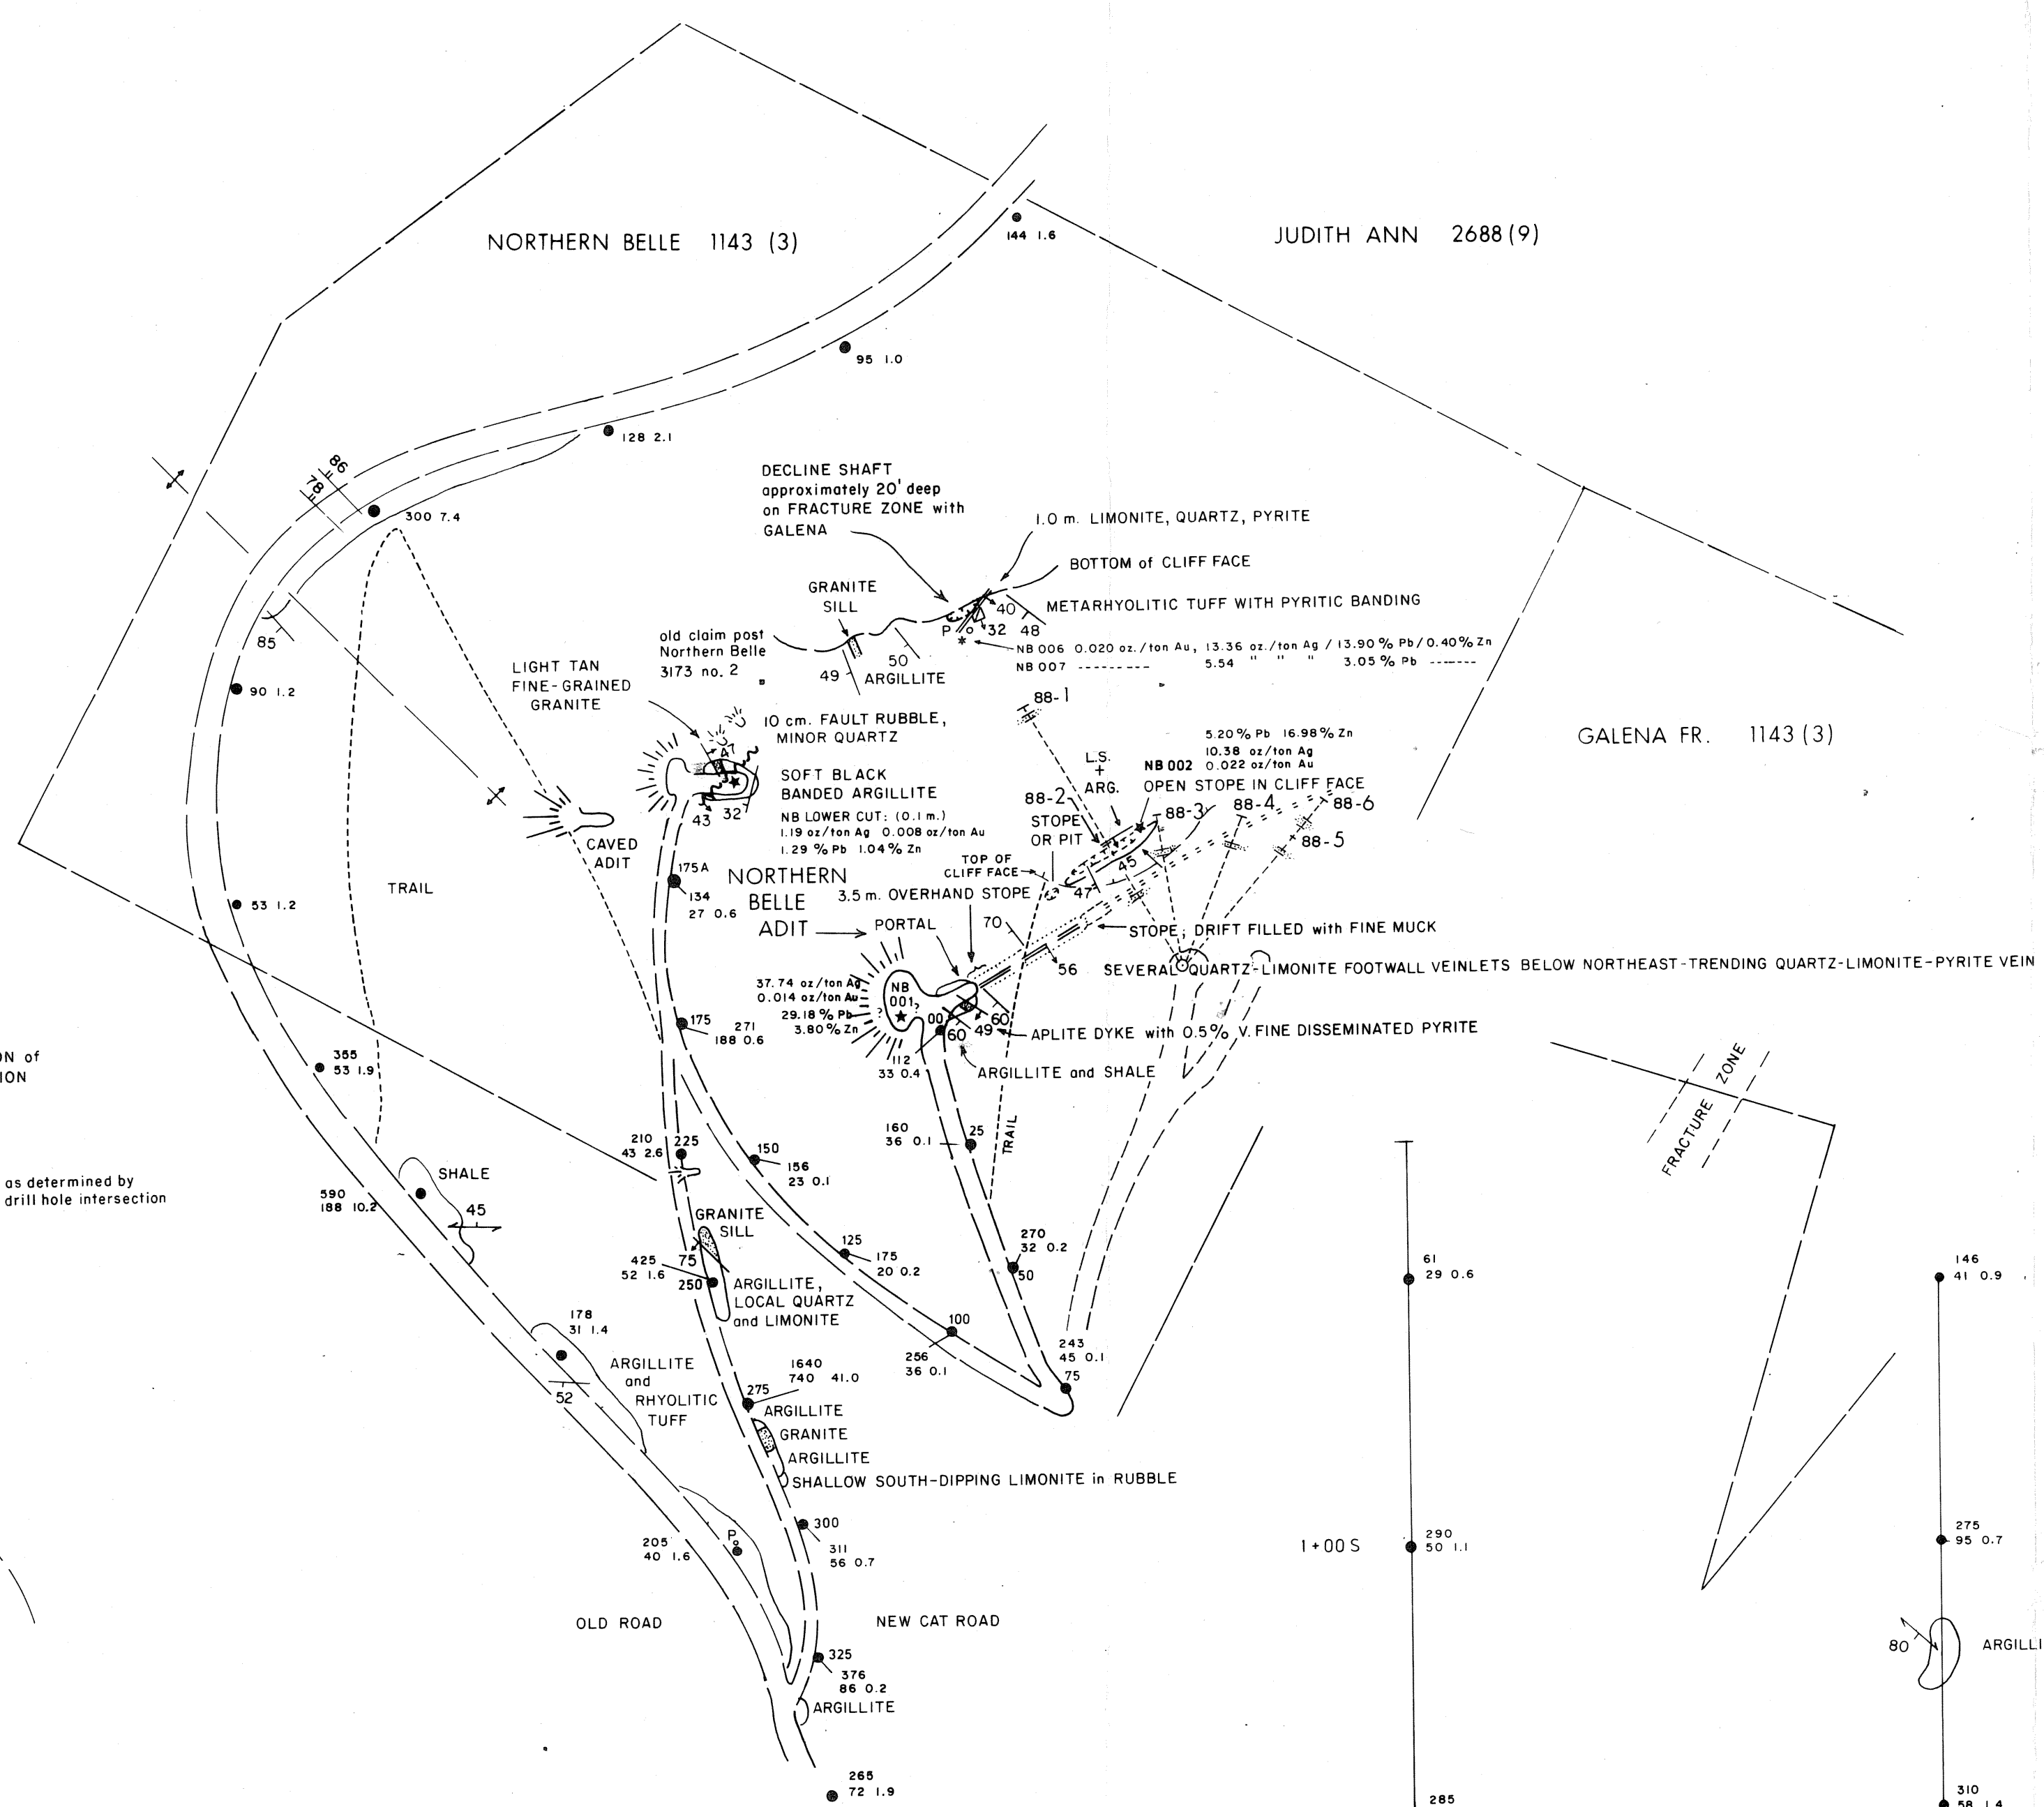 NORTHERN BELLE 1143 (3)
JUDITH ANN 2688 (9)
144 1.6
95 1.0
128 2.1
86
78
300 7.4
DECLINE SHAFT
approximately 20' deep
on FRACTURE ZONE with
GALENA
1.0 m. LIMONITE, QUARTZ, PYRITE
BOTTOM of CLIFF FACE
GRANITE
SILL
40
METARHYOLITIC TUFF WITH PYRITIC BANDING
P
32
48
85
old claim post
Northern Belle
3173 no. 2
50
49
ARGILLITE
NB 006 0.020 oz./ton Au, 13.36 oz./ton Ag / 13.90 % Pb / 0.40 % Zn
NB 007 --------- 5.54 " " " 3.05 % Pb -------
LIGHT TAN
FINE-GRAINED
GRANITE
90 1.2
88-1
10 cm. FAULT RUBBLE,
MINOR QUARTZ
47
5.20 % Pb 16.98 % Zn
10.38 oz/ton Ag
NB 002 0.022 oz/ton Au
OPEN STOPE IN CLIFF FACE
GALENA FR. 1143 (3)
L.S.
+
ARG.
SOFT BLACK
BANDED ARGILLITE
43
32
NB LOWER CUT: (0.1 m.)
1.19 oz/ton Ag 0.008 oz/ton Au
1.29 % Pb 1.04 % Zn
88-2
88-3
88-4
88-6
88-5
STOPE
OR PIT
CAVED
ADIT
TOP OF
CLIFF FACE
45
47
175A
134
27 0.6
NORTHERN
BELLE
ADIT
3.5 m. OVERHAND STOPE
TRAIL
53 1.2
PORTAL
70
STOPE; DRIFT FILLED with FINE MUCK
56
SEVERAL QUARTZ-LIMONITE FOOTWALL VEINLETS BELOW NORTHEAST-TRENDING QUARTZ-LIMONITE-PYRITE VEIN
37.74 oz/ton Ag
0.014 oz/ton Au
29.18 % Pb
3.80 % Zn
NB
001
?
?
00
60
49
60
APLITE DYKE with 0.5% V. FINE DISSEMINATED PYRITE
175
271
188 0.6
112
33 0.4
ARGILLITE and SHALE
ON of
ION
355
53 1.9
FRACTURE ZONE
160
36 0.1
25
TRAIL
210
43 2.6
225
150
156
23 0.1
as determined by
drill hole intersection
SHALE
590
188 10.2
45
GRANITE
SILL
75
425
52 1.6
250
ARGILLITE,
LOCAL QUARTZ
and LIMONITE
125
175
20 0.2
270
32 0.2
50
61
29 0.6
146
41 0.9
178
31 1.4
52
ARGILLITE
and
RHYOLITIC
TUFF
100
256
36 0.1
243
45 0.1
75
1640
740 41.0
275
ARGILLITE
GRANITE
ARGILLITE
SHALLOW SOUTH-DIPPING LIMONITE in RUBBLE
300
311
56 0.7
P
205
40 1.6
1+00 S
290
50 1.1
275
95 0.7
OLD ROAD
NEW CAT ROAD
80
ARGILLI
325
376
86 0.2
ARGILLITE
265
72 1.9
285
310
58 1.4